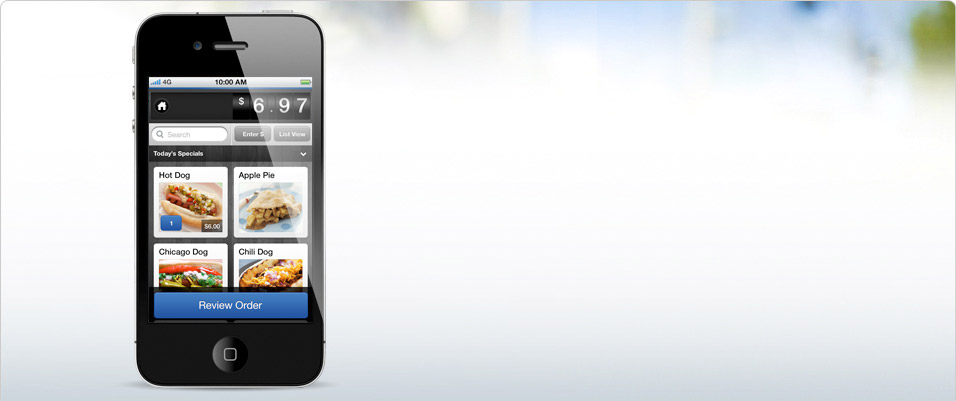 4G 10:00 AM
$6.97
Search Enter $ List View
Today's Specials
Hot Dog Apple Pie
1 $6.00
Chicago Dog Chili Dog
Review Order